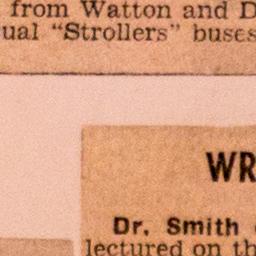 from Watton and D
ual “Strollers” buses
WR
Dr. Smith
lectured on th